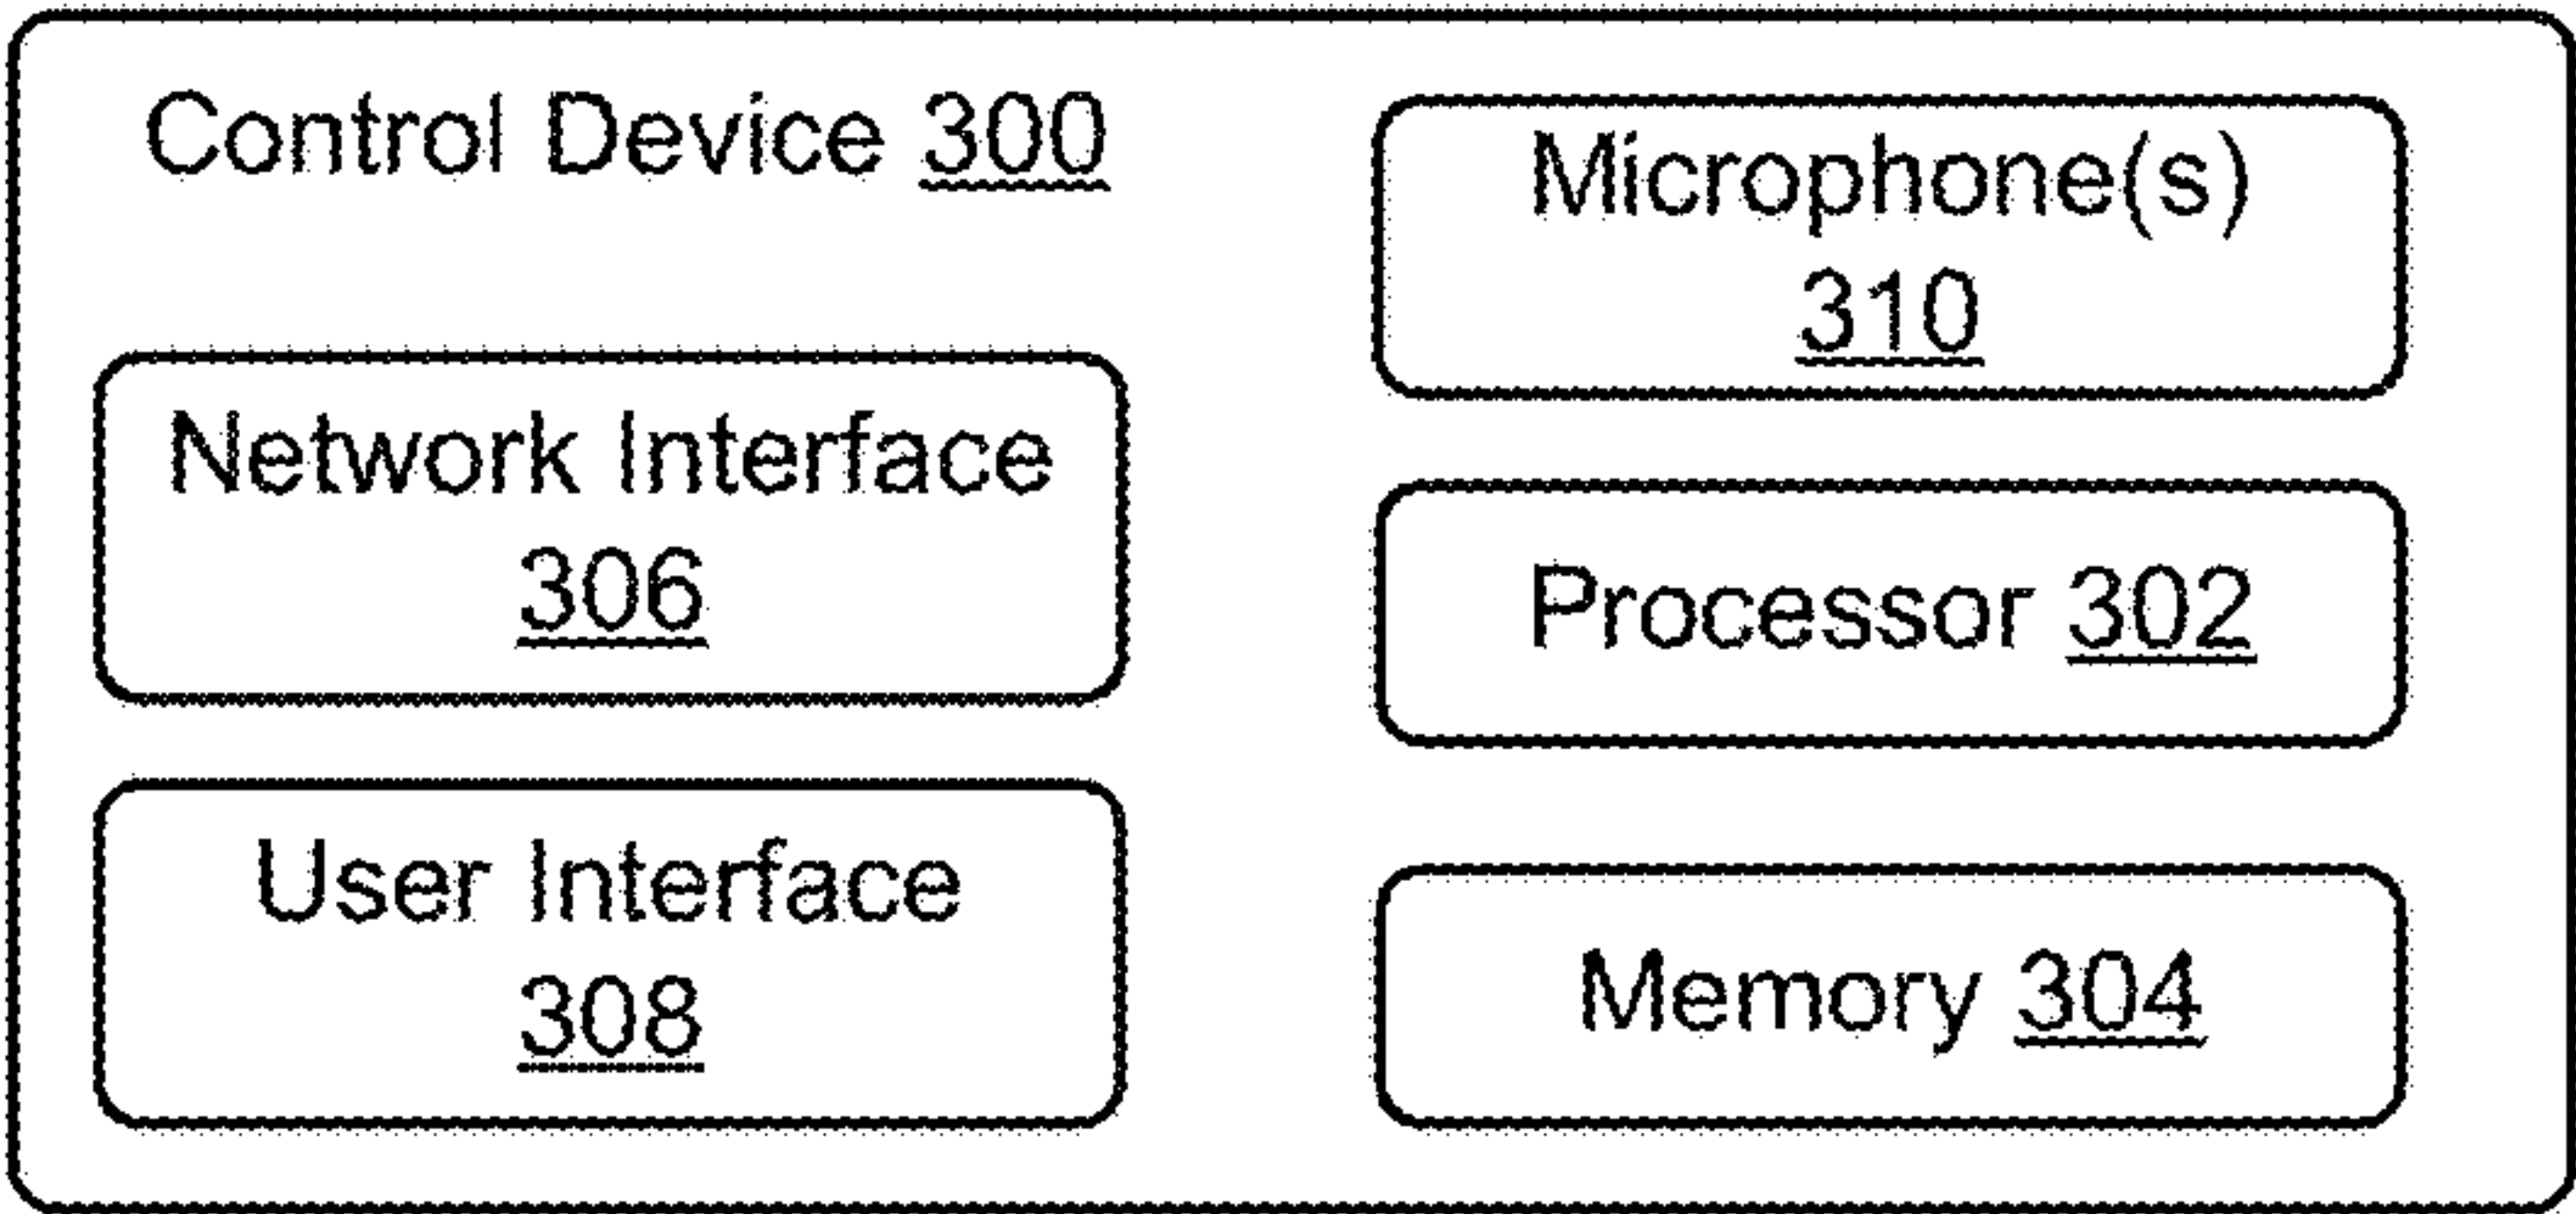 Control Device 300
Network Interface
306
User Interface
308
Microphone(s)
310
Processor 302
Memory 304